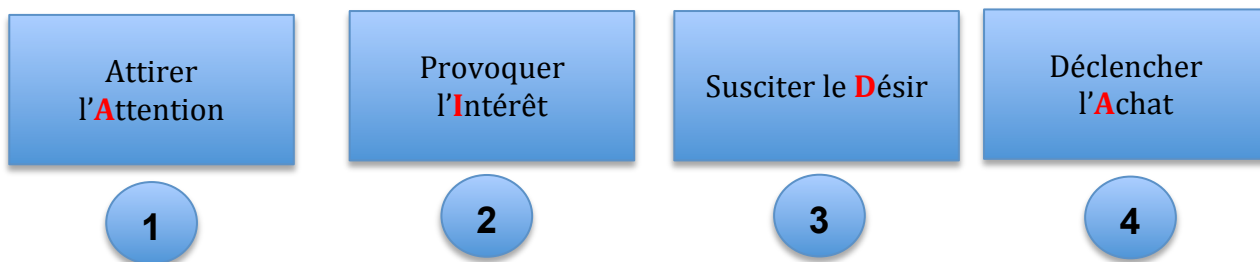 Attirer
l'Attention
Provoquer
l'Intérêt
Susciter le Désir
Déclencher
l'Achat
1
2
3
4